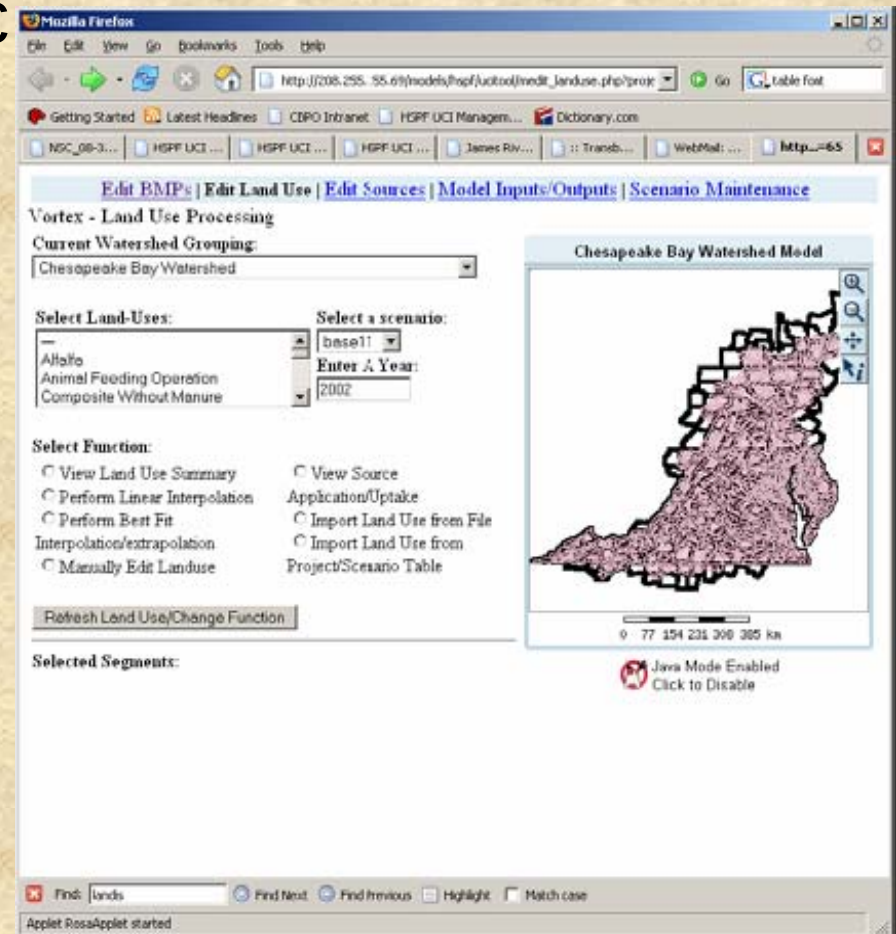 C
Mozilla Firefox
File Edit View Go Bookmarks Tools Help
http://208.255. 55.69/models/hspf/ucitool/medit_landuse.php?proje
Go
table font
Getting Started Latest Headlines CBPO Intranet HSPF UCI Managem... Dictionary.com
NSC_08-3... HSPF UCI ... HSPF UCI ... HSPF UCI ... James Riv... :: Transb... WebMail: ... http...=65
Edit BMPs | Edit Land Use | Edit Sources | Model Inputs/Outputs | Scenario Maintenance
Vortex - Land Use Processing
Current Watershed Grouping:
Chesapeake Bay Watershed
Select Land-Uses:
---
Alfalfa
Animal Feeding Operation
Composite Without Manure
Select a scenario:
base11
Enter A Year:
2002
Select Function:
View Land Use Summary
Perform Linear Interpolation
Perform Best Fit
Interpolation/extrapolation
Manually Edit Landuse
View Source
Application/Uptake
Import Land Use from File
Import Land Use from
Project/Scenario Table
Refresh Land Use/Change Function
Selected Segments:
Chesapeake Bay Watershed Model
0 77 154 231 308 385 km
Java Mode Enabled
Click to Disable
Find: landis Find Next Find Previous Highlight Match case
Applet RosaApplet started